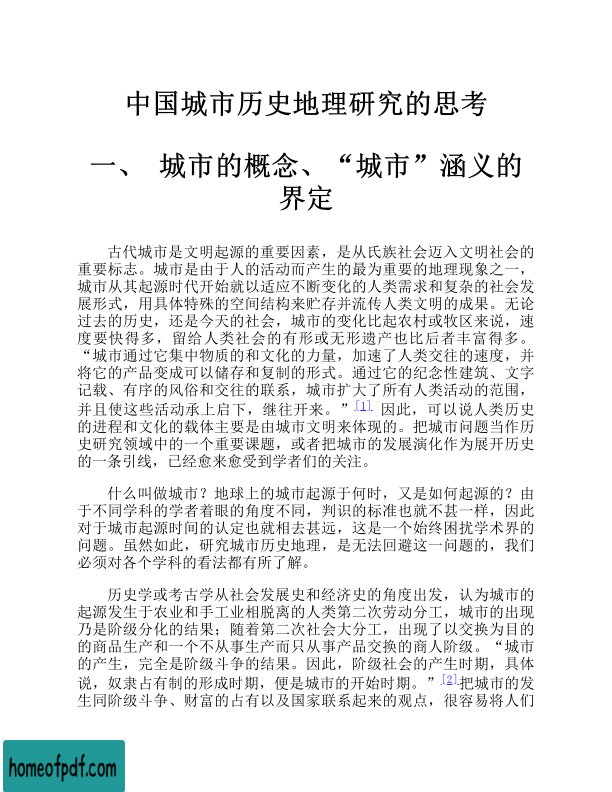 中国城市历史地理研究的思考
一、 城市的概念、“城市”涵义的
界定
古代城市是文明起源的重要因素，是从氏族社会迈入文明社会的
重要标志。城市是由于人的活动而产生的最为重要的地理现象之一，
城市从其起源时代开始就以适应不断变化的人类需求和复杂的社会发
展形式，用具体特殊的空间结构来贮存并流传人类文明的成果。无论
过去的历史，还是今天的社会，城市的变化比起农村或牧区来说，速
度要快得多，留给人类社会的有形或无形遗产也比后者丰富得多。
“城市通过它集中物质的和文化的力量，加速了人类交往的速度，并
将它的产品变成可以储存和复制的形式。通过它的纪念性建筑、文字
记载、有序的风俗和交往的联系，城市扩大了所有人类活动的范围，
并且使这些活动承上启下，继往开来。”[1] 因此，可以说人类历史
的进程和文化的载体主要是由城市文明来体现的。把城市问题当作历
史研究领域中的一个重要课题，或者把城市的发展演化作为展开历史
的一条引线，已经愈来愈受到学者们的关注。
什么叫做城市？地球上的城市起源于何时，又是如何起源的？由
于不同学科的学者着眼的角度不同，判识的标准也就不甚一样，因此
对于城市起源时间的认定也就相去甚远，这是一个始终困扰学术界的
问题。虽然如此，研究城市历史地理，是无法回避这一问题的，我们
必须对各个学科的看法都有所了解。
历史学或考古学从社会发展史和经济史的角度出发，认为城市的
起源发生于农业和手工业相脱离的人类第二次劳动分工，城市的出现
乃是阶级分化的结果；随着第二次社会大分工，出现了以交换为目的
的商品生产和一个不从事生产而只从事产品交换的商人阶级。“城市
的产生，完全是阶级斗争的结果。因此，阶级社会的产生时期，具体
说，奴隶占有制的形成时期，便是城市的开始时期。”[2]把城市的发
生同阶级斗争、财富的占有以及国家联系起来的观点，很容易将人们
homeofpdf.com